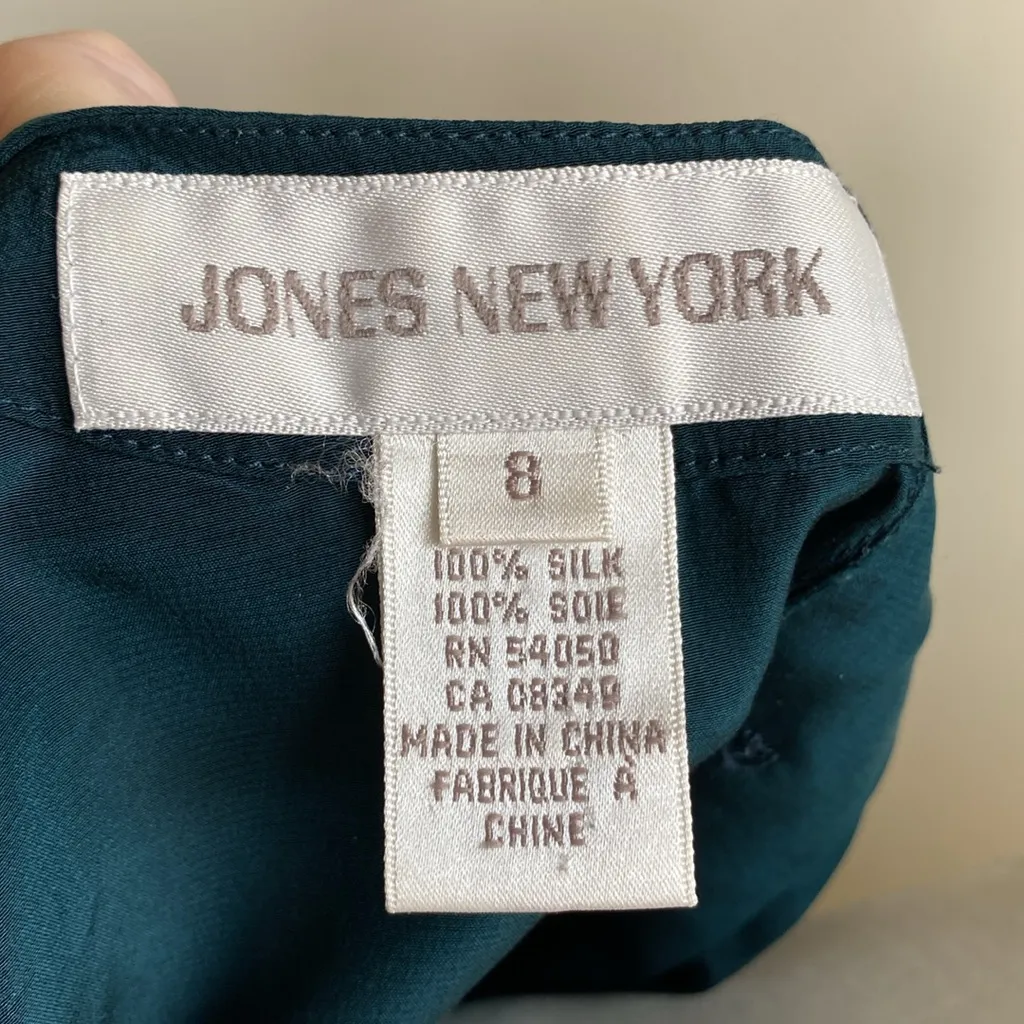 JONES NEW YORK
8
100% SILK
100% SOIE
RN 54050
CA 08349
MADE IN CHINA
FABRIQUE À
CHINE